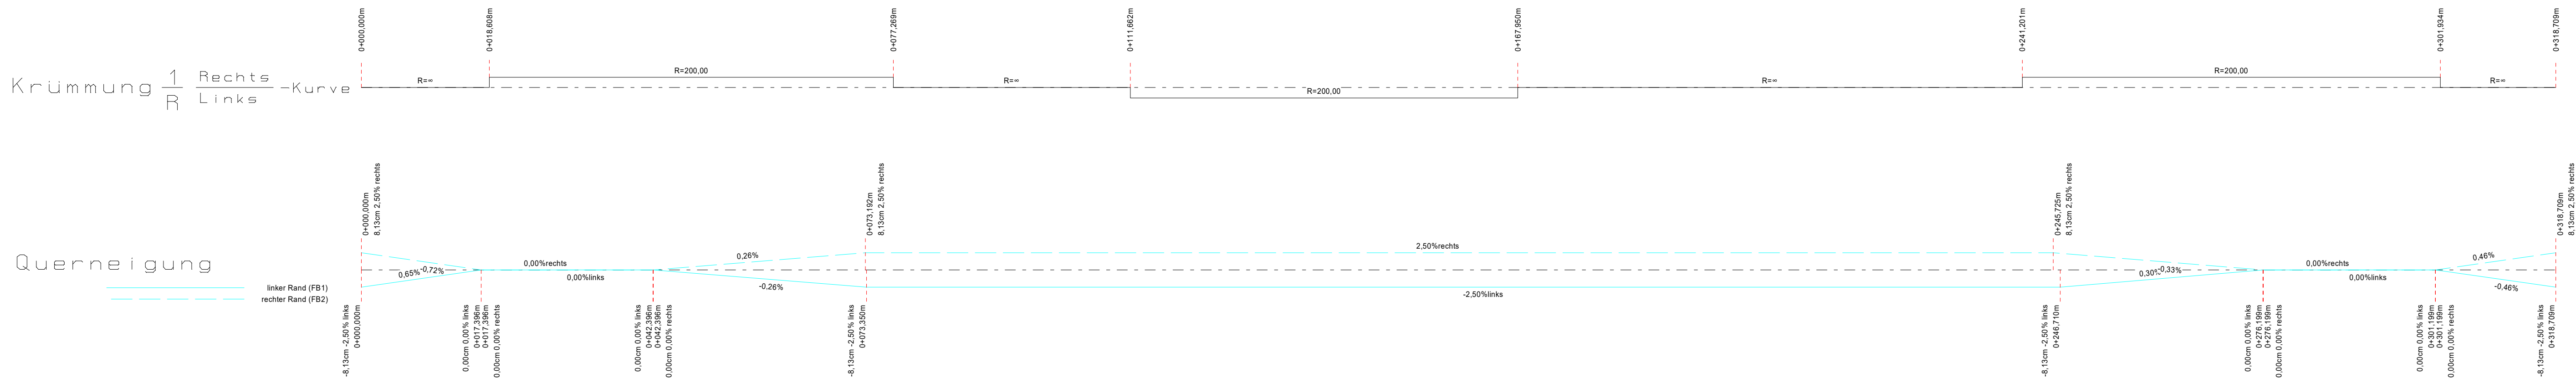 0+000,000m
0+018,608m
0+077,269m
0+111,662m
0+167,950m
0+241,201m
0+301,934m
0+318,709m
Krümmung 1/R Rechts/Links-Kurve
R=∞
R=200,00
R=∞
R=200,00
R=∞
R=200,00
R=∞
0+000,000m
8,13cm 2,50% rechts
0+073,192m
8,13cm 2,50% rechts
0+245,725m
8,13cm 2,50% rechts
0+318,709m
8,13cm 2,50% rechts
Querneigung
0,65%
-0,72%
0,00%rechts
0,00%links
0,26%
-0,26%
2,50%rechts
-2,50%links
0,30%
-0,33%
0,00%rechts
0,00%links
0,46%
-0,46%
linker Rand (FB1)
rechter Rand (FB2)
-8,13cm -2,50% links
0+000,000m
0,00cm 0,00% links
0+017,396m
0+017,396m
0,00cm 0,00% rechts
0,00cm 0,00% links
0+042,396m
0+042,396m
0,00cm 0,00% rechts
-8,13cm -2,50% links
0+073,350m
-8,13cm -2,50% links
0+246,710m
0,00cm 0,00% links
0+276,199m
0+276,199m
0,00cm 0,00% rechts
0,00cm 0,00% links
0+301,199m
0+301,199m
0,00cm 0,00% rechts
-8,13cm -2,50% links
0+318,709m